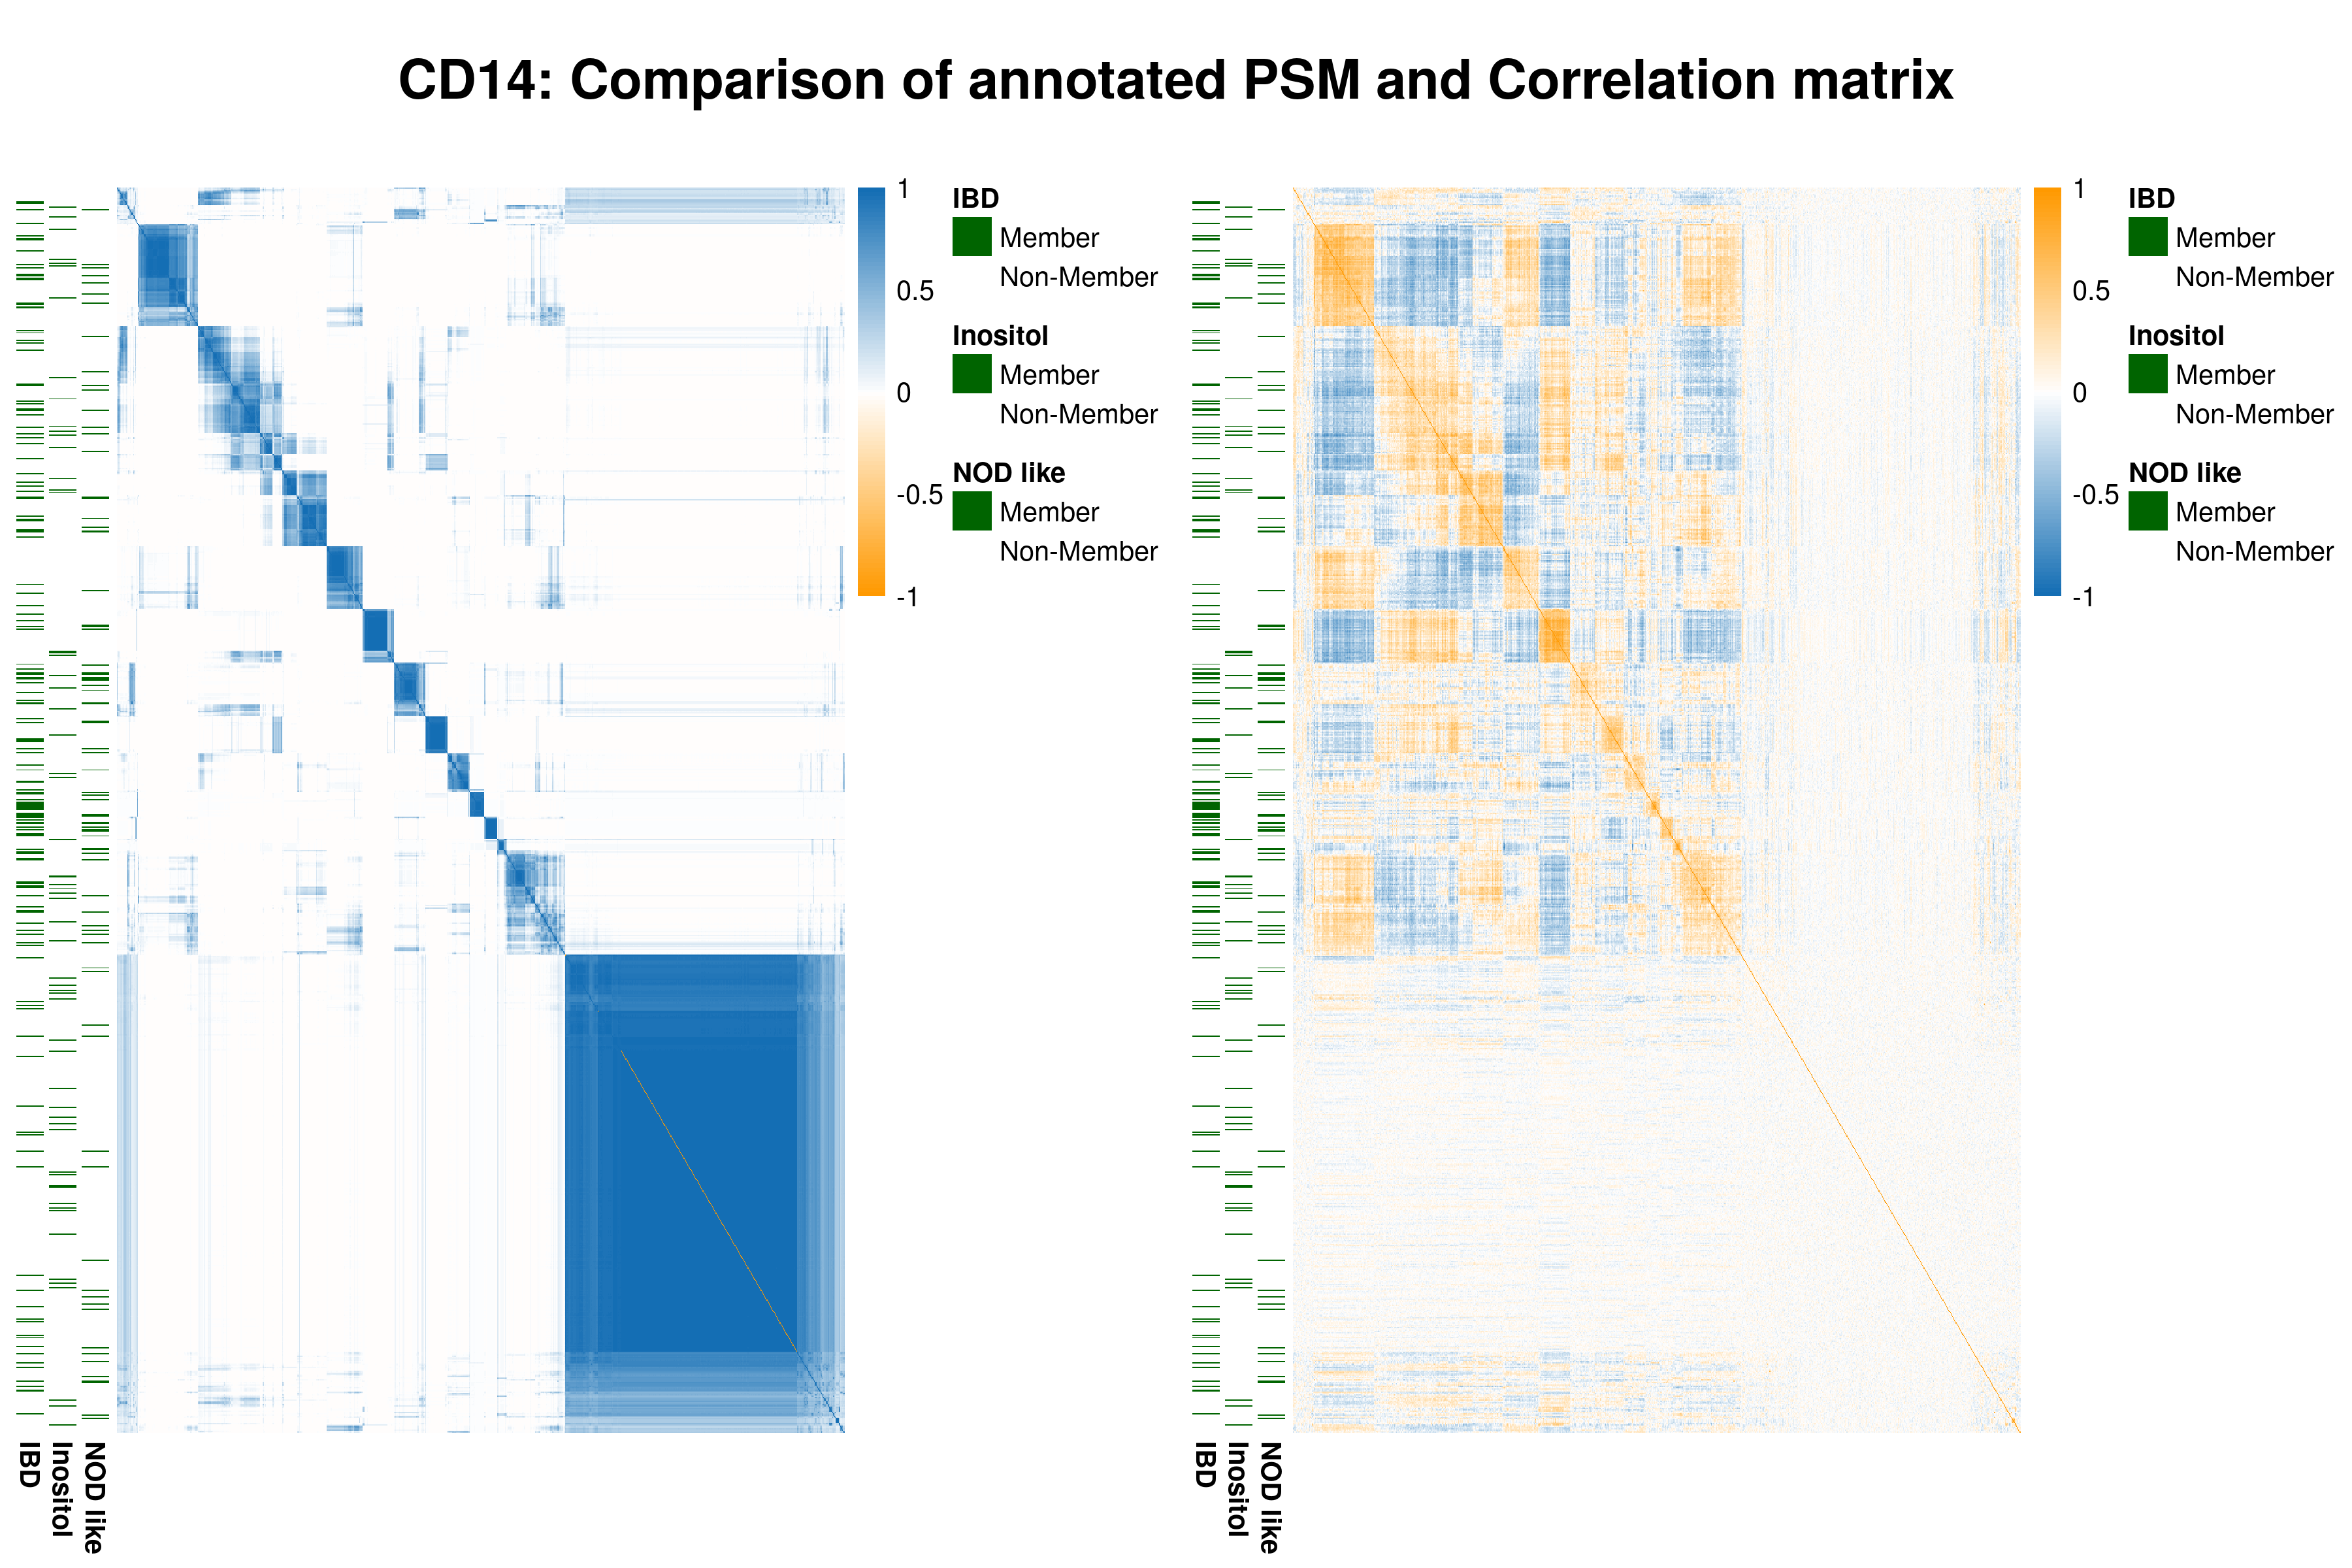 CD14: Comparison of annotated PSM and Correlation matrix
1
0.5
0
-0.5
-1
IBD
Member
Non-Member
Inositol
Member
Non-Member
NOD like
Member
Non-Member
IBD
Inositol
NOD like
1
0.5
0
-0.5
-1
IBD
Member
Non-Member
Inositol
Member
Non-Member
NOD like
Member
Non-Member
IBD
Inositol
NOD like